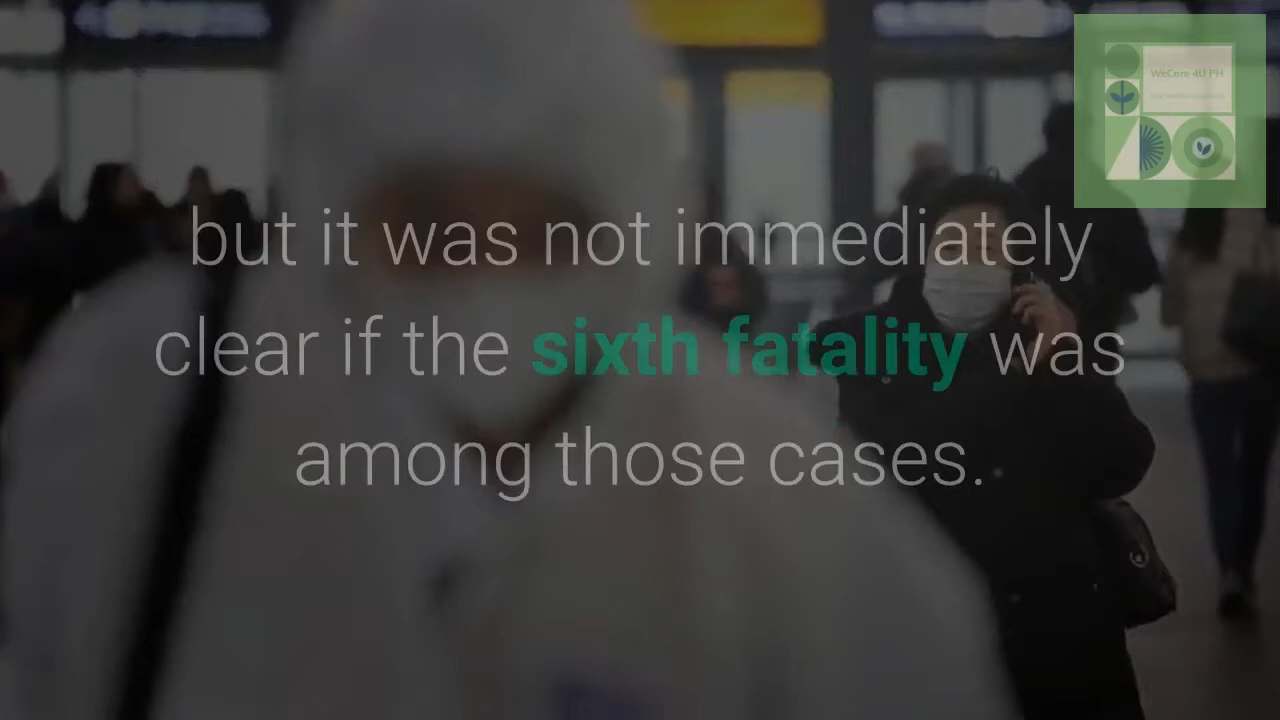 WeCare 4U PH
but it was not immediately
clear if the sixth fatality was
among those cases.